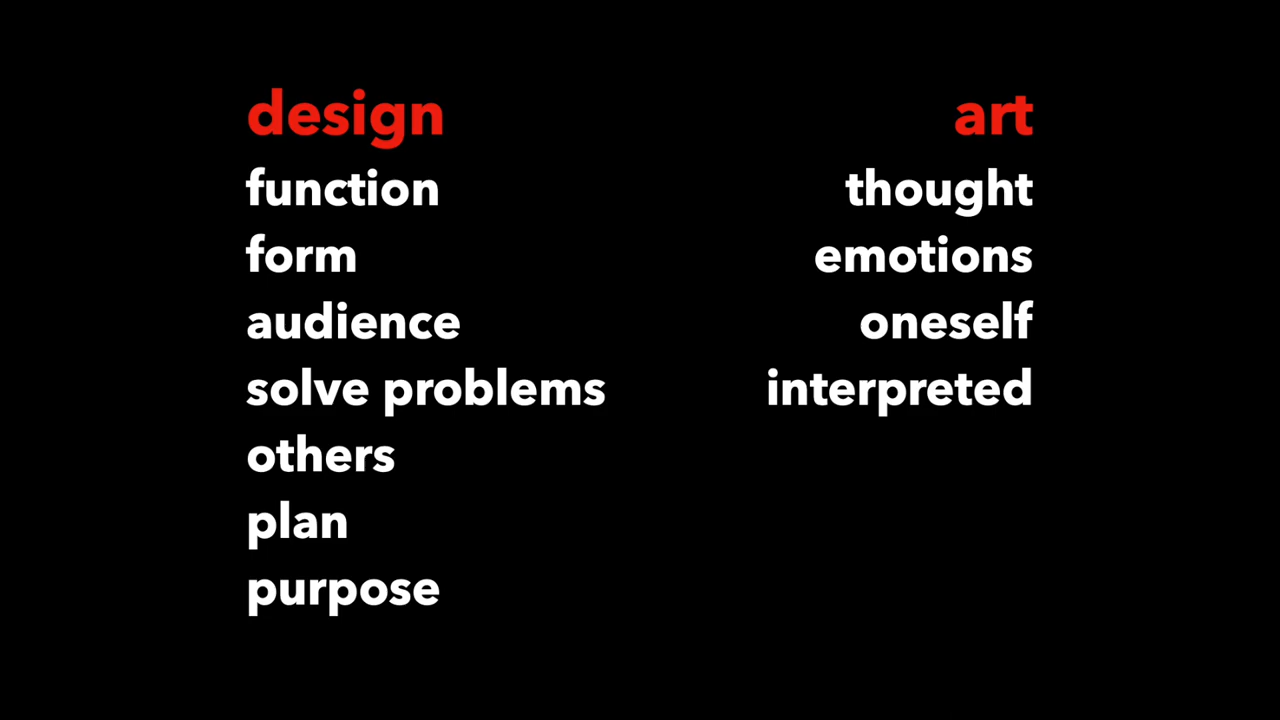 design
function
form
audience
solve problems
others
plan
purpose
art
thought
emotions
oneself
interpreted